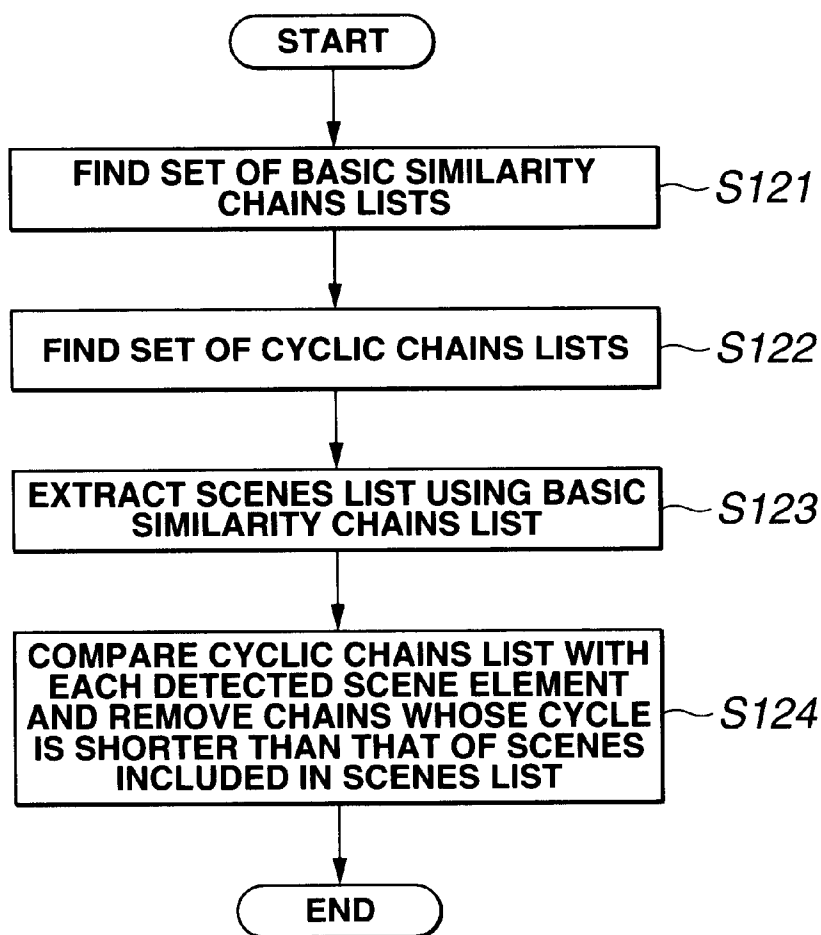 START
FIND SET OF BASIC SIMILARITY
CHAINS LISTS
S121
FIND SET OF CYCLIC CHAINS LISTS
S122
EXTRACT SCENES LIST USING BASIC
SIMILARITY CHAINS LIST
S123
COMPARE CYCLIC CHAINS LIST WITH
EACH DETECTED SCENE ELEMENT
AND REMOVE CHAINS WHOSE CYCLE
IS SHORTER THAN THAT OF SCENES
INCLUDED IN SCENES LIST
S124
END